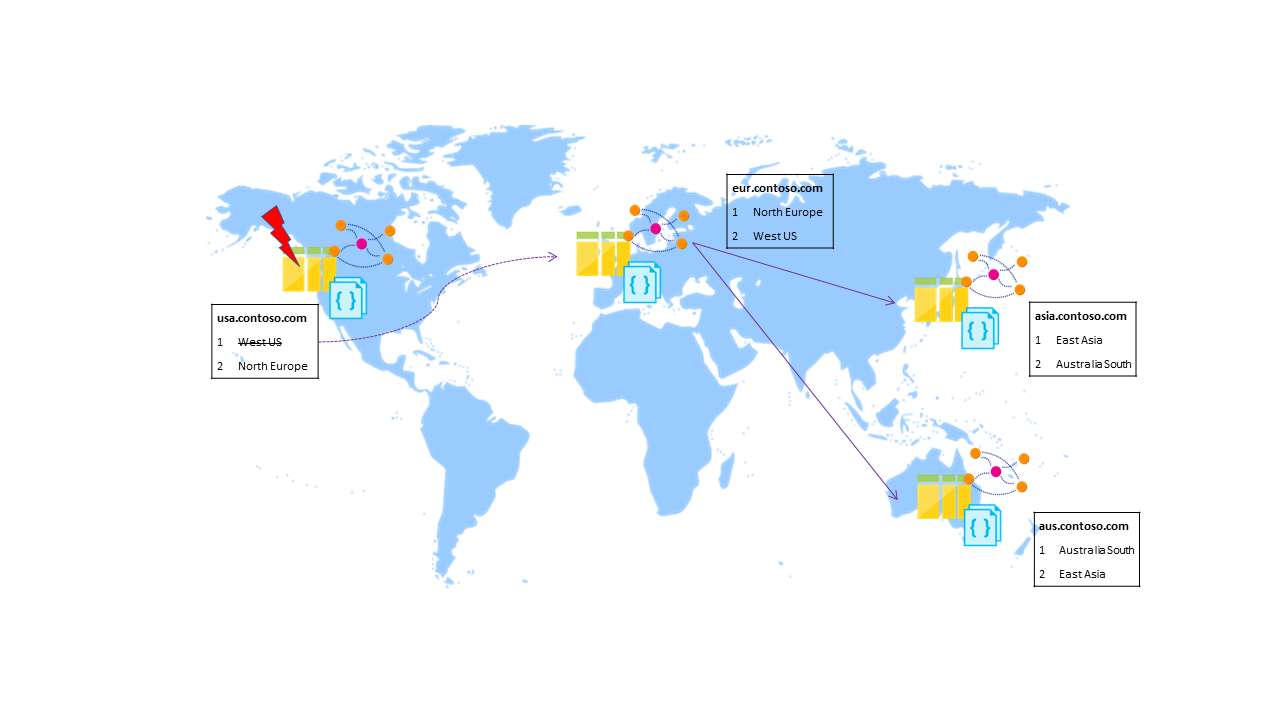 eur.contoso.com
1 North Europe
2 West US
usa.contoso.com
1 West US
2 North Europe
{ }
{ }
asia.contoso.com
1 East Asia
2 Australia South
{ }
aus.contoso.com
1 Australia South
2 East Asia
{ }